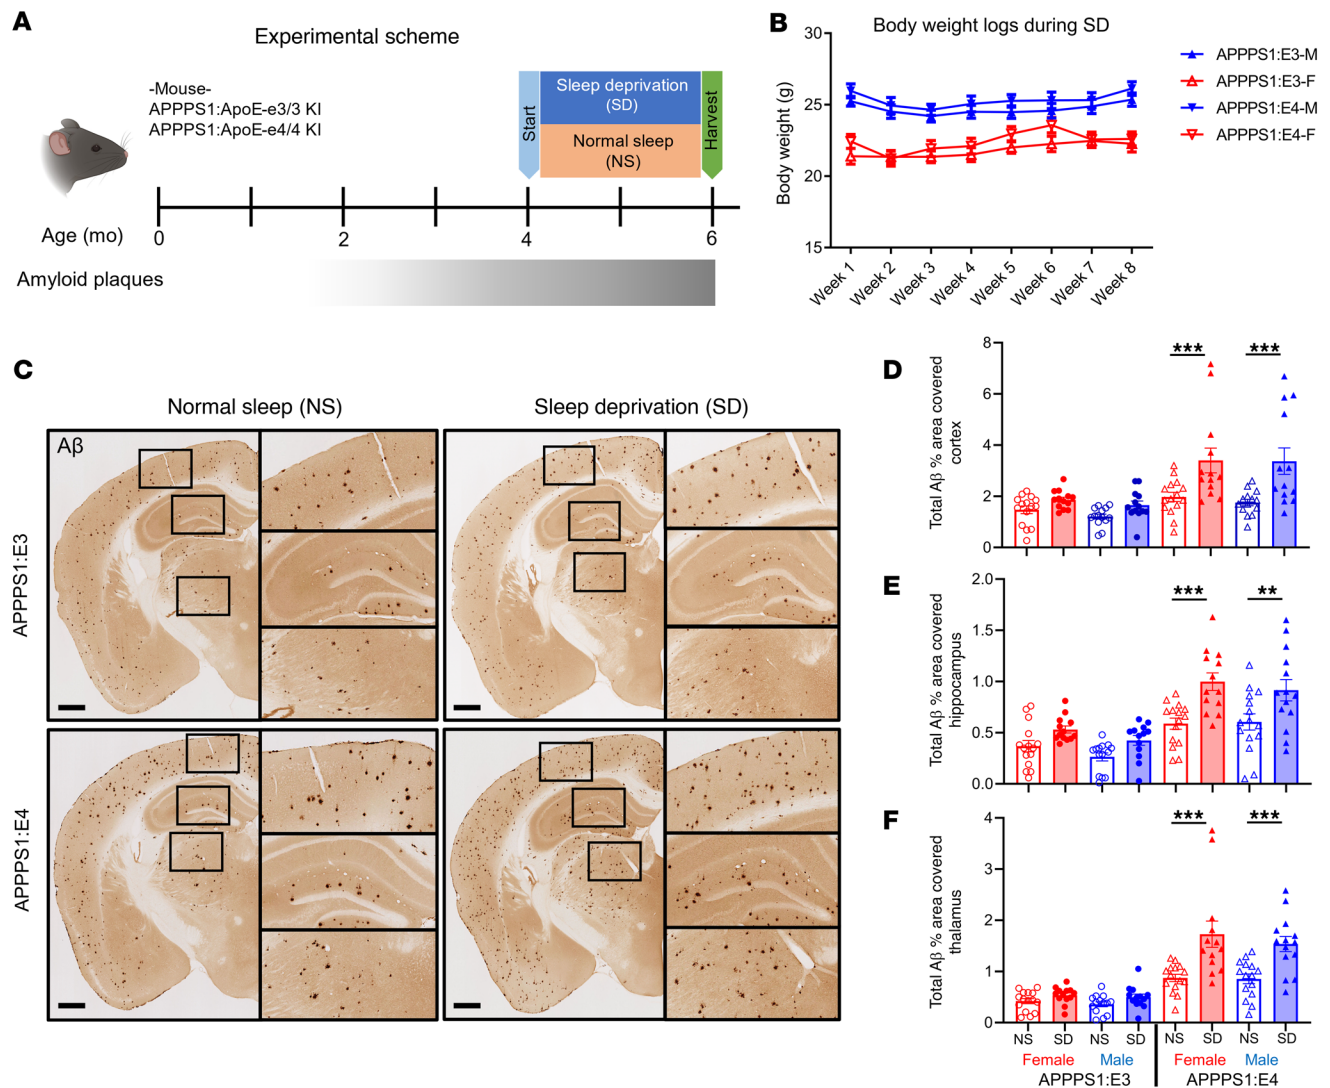 A
Experimental scheme
-Mouse-
APPPS1:ApoE-e3/3 KI
APPPS1:ApoE-e4/4 KI
Start
Sleep deprivation
(SD)
Normal sleep
(NS)
Harvest
Age (mo)
0
2
4
6
Amyloid plaques
B
Body weight logs during SD
Body weight (g)
30
25
20
15
Week 1
Week 2
Week 3
Week 4
Week 5
Week 6
Week 7
Week 8
APPPS1:E3-M
APPPS1:E3-F
APPPS1:E4-M
APPPS1:E4-F
C
Normal sleep (NS)
Sleep deprivation (SD)
Aβ
APPPS1:E3
APPPS1:E4
D
Total Aβ % area covered
cortex
8
6
4
2
0
***
***
E
Total Aβ % area covered
hippocampus
2.0
1.5
1.0
0.5
0.0
***
**
F
Total Aβ % area covered
thalamus
4
3
2
1
0
***
***
NS SD NS SD NS SD NS SD
Female Male Female Male
APPPS1:E3 APPPS1:E4